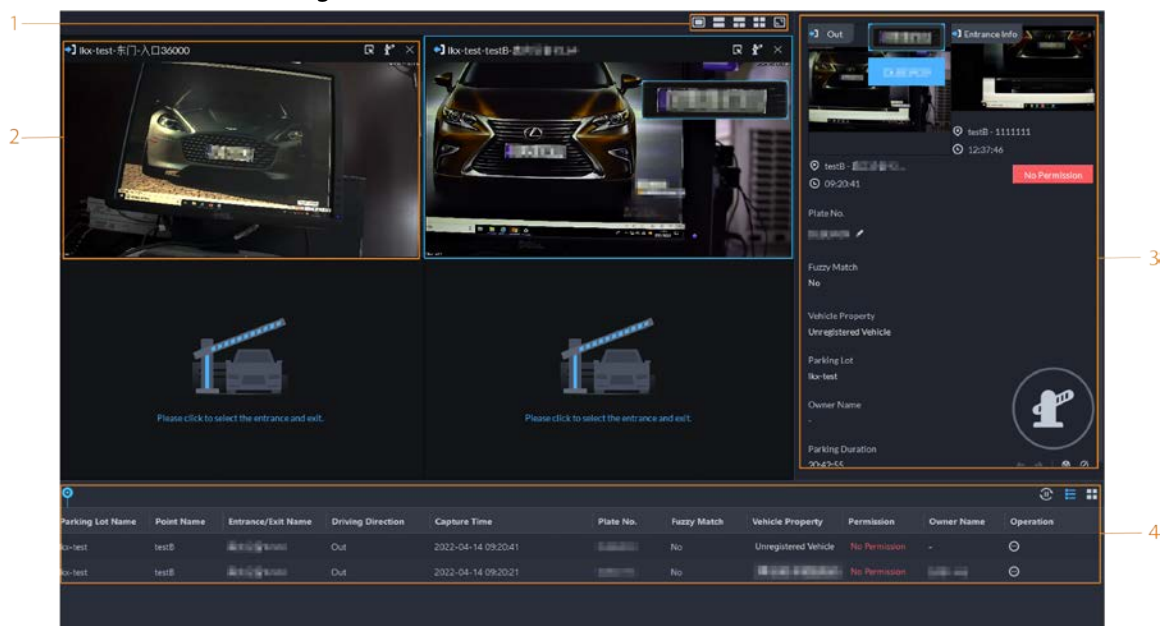 1
lkx-test-东门-入口36000
lkx-test-testB-
Out
Entrance Info
2
testB - 1111111
12:37:46
testB -
09:20:41
No Permission
Plate No.
3
Fuzzy Match
No
Vehicle Property
Unregistered Vehicle
Parking Lot
lkx-test
Please click to select the entrance and exit.
Please click to select the entrance and exit.
Owner Name
-
Parking Duration
20:42:55
Parking Lot Name Point Name Entrance/Exit Name Driving Direction Capture Time Plate No. Fuzzy Match Vehicle Property Permission Owner Name Operation
4
lkx-test testB Out 2022-04-14 09:20:41 No Unregistered Vehicle No Permission -
lkx-test testB Out 2022-04-14 09:20:21 No No Permission